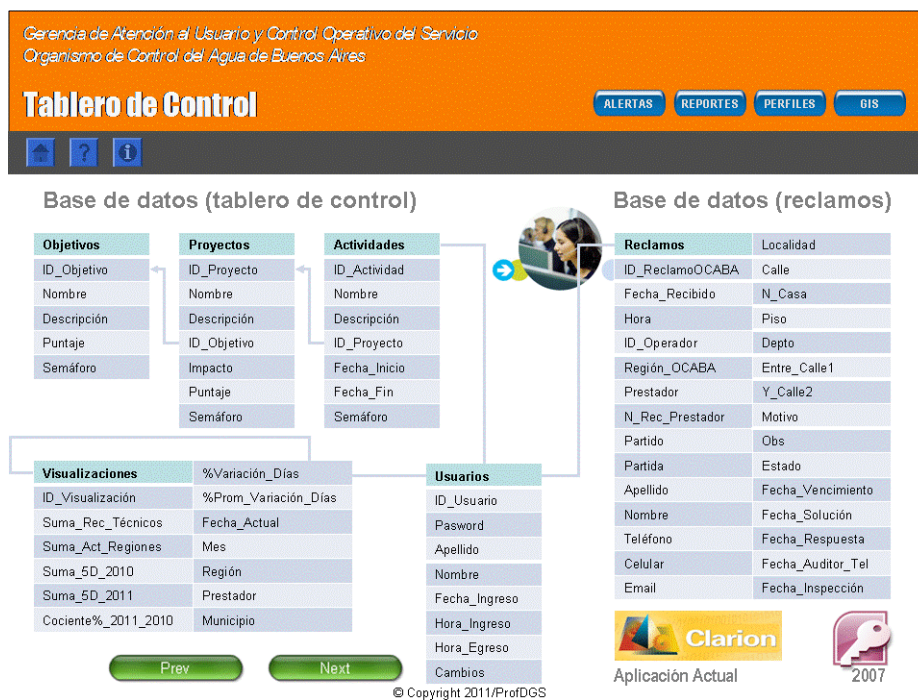 Gerencia de Atención al Usuario y Control Operativo del Servicio
Organismo de Control del Agua de Buenos Aires
Tablero de Control
ALERTAS
REPORTES
PERFILES
GIS
?
i
Base de datos (tablero de control)
Base de datos (reclamos)
Objetivos
ID_Objetivo
Nombre
Descripción
Puntaje
Semáforo
Proyectos
ID_Proyecto
Nombre
Descripción
ID_Objetivo
Impacto
Puntaje
Semáforo
Actividades
ID_Actividad
Nombre
Descripción
ID_Proyecto
Fecha_Inicio
Fecha_Fin
Semáforo
Reclamos
ID_ReclamoOCABA
Fecha_Recibido
Hora
ID_Operador
Región_OCABA
Prestador
N_Rec_Prestador
Partido
Partida
Apellido
Nombre
Teléfono
Celular
Email
Localidad
Calle
N_Casa
Piso
Depto
Entre_Calle1
Y_Calle2
Motivo
Obs
Estado
Fecha_Vencimiento
Fecha_Solución
Fecha_Respuesta
Fecha_Auditor_Tel
Fecha_Inspección
Visualizaciones
ID_Visualización
Suma_Rec_Técnicos
Suma_Act_Regiones
Suma_5D_2010
Suma_5D_2011
Cociente%_2011_2010
%Variación_Días
%Prom_Variación_Días
Fecha_Actual
Mes
Región
Prestador
Municipio
Usuarios
ID_Usuario
Pasword
Apellido
Nombre
Fecha_Ingreso
Hora_Ingreso
Hora_Egreso
Cambios
Clarion
Aplicación Actual
2007
Prev
Next
© Copyright 2011/ProfDGS